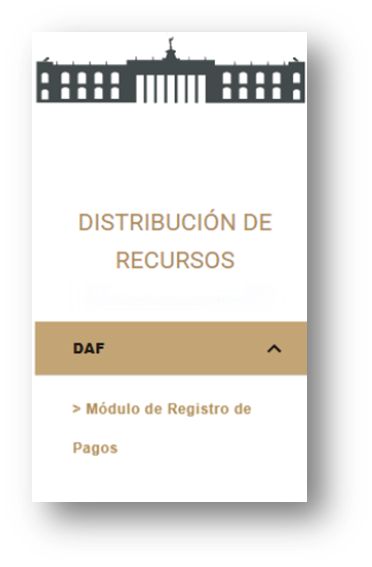 DISTRIBUCIÓN DE
RECURSOS
DAF
> Módulo de Registro de
Pagos